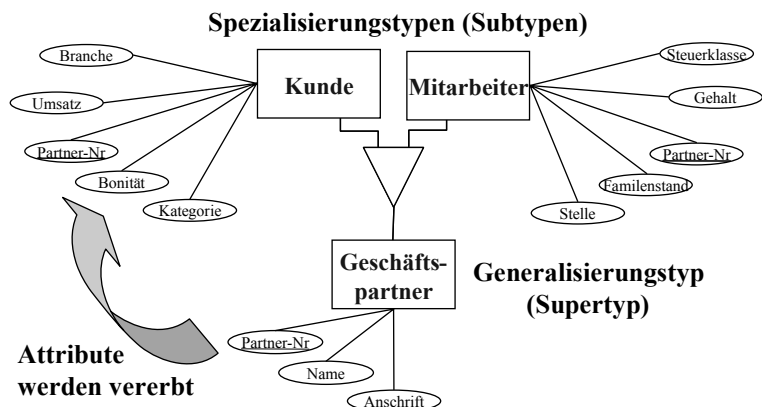 Spezialisierungstypen (Subtypen)
Branche
Umsatz
Partner-Nr
Bonität
Kategorie
Kunde
Mitarbeiter
Steuerklasse
Gehalt
Partner-Nr
Familenstand
Stelle
Geschäfts-
partner
Generalisierungstyp
(Supertyp)
Partner-Nr
Name
Anschrift
Attribute
werden vererbt